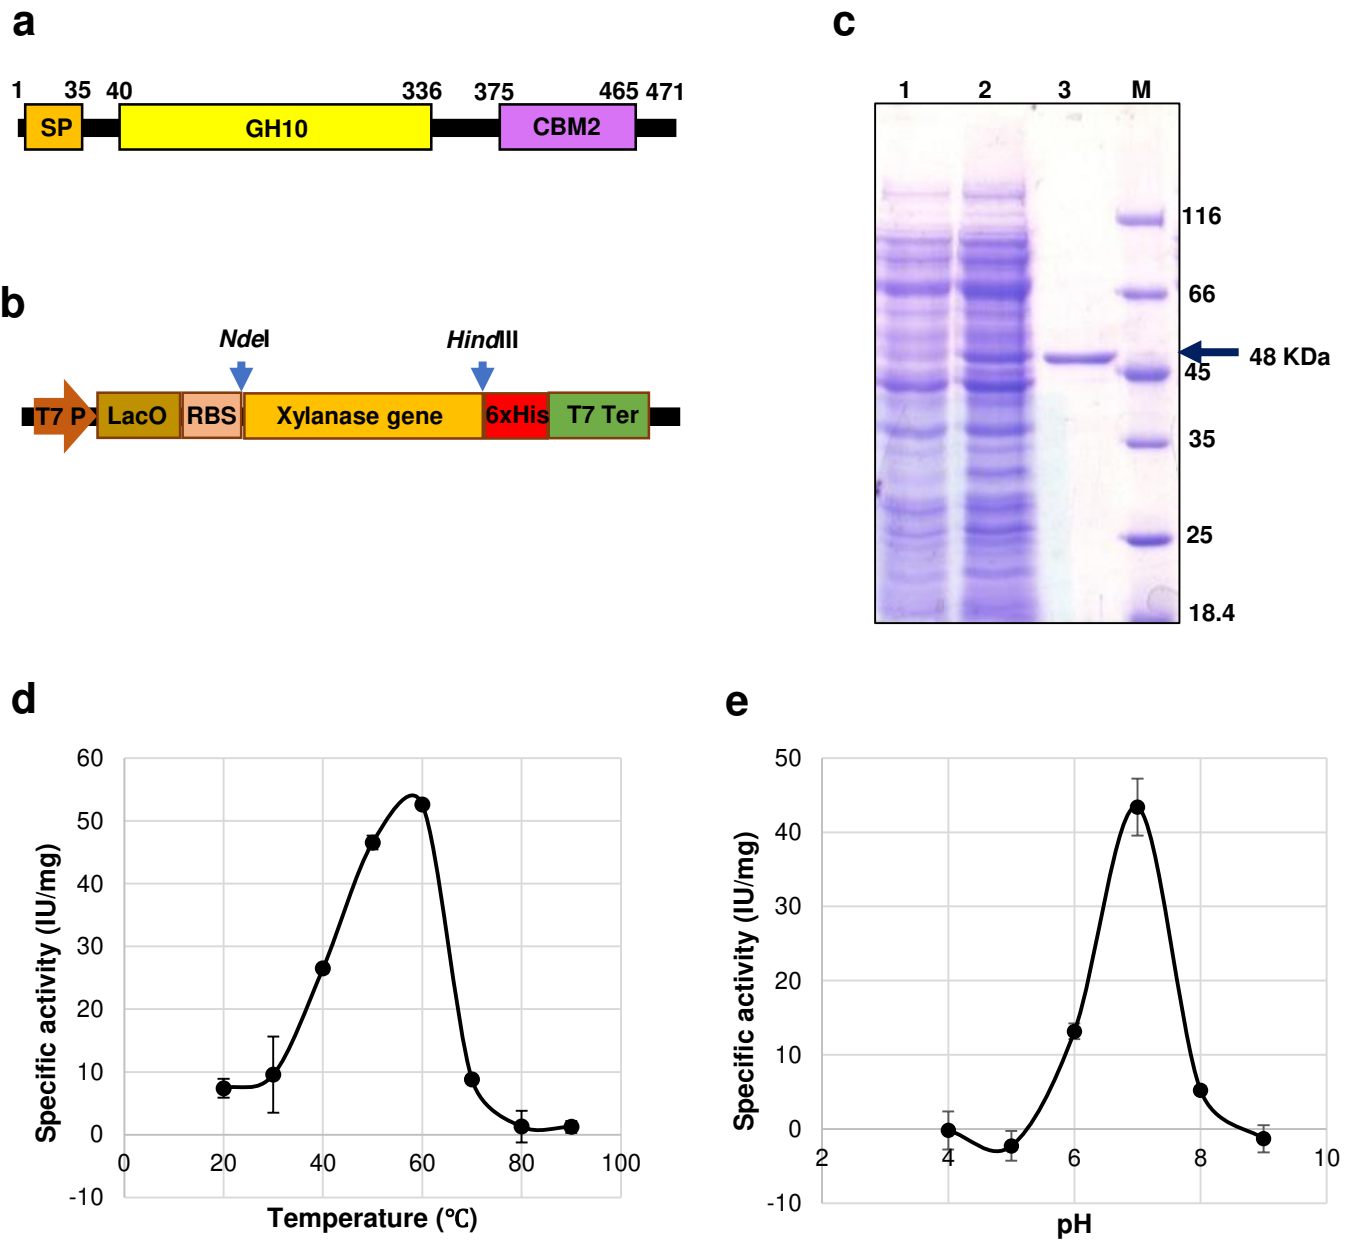 a
1 35 40 336 375 465 471
SP GH10 CBM2
b
NdeI HindIII
T7 P LacO RBS Xylanase gene 6xHis T7 Ter
c
1 2 3 M
116
66
48 KDa
45
35
25
18.4
d
60
50
40
30
20
10
0
-10
0 20 40 60 80 100
Specific activity (IU/mg)
Temperature (℃)
e
50
40
30
20
10
0
-10
2 4 6 8 10
Specific activity (IU/mg)
pH